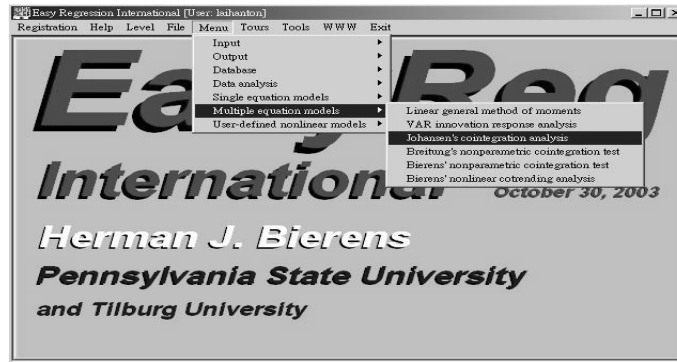 Easy Regression International [User: laihanton]
Registration Help Level File Menu Tours Tools WWW Exit
Input
Output
Database
Data analysis
Single equation models
Multiple equation models
User-defined nonlinear models
Linear general method of moments
VAR innovation response analysis
Johansen's cointegration analysis
Breitung's nonparametric cointegration test
Bierens' nonparametric cointegration test
Bierens' nonlinear cotrending analysis
Ea Reg
International
October 30, 2003
Herman J. Bierens
Pennsylvania State University
and Tilburg University